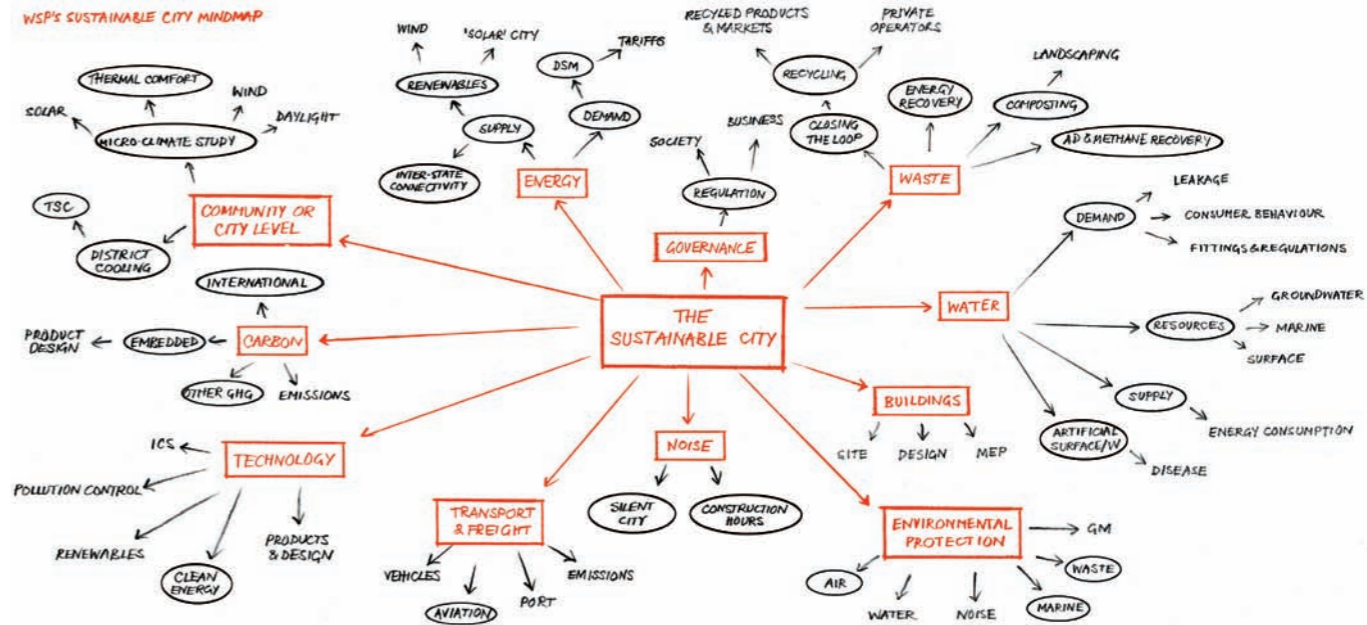 WSP'S SUSTAINABLE CITY MINDMAP
THERMAL COMFORT
SOLAR
WIND
DAYLIGHT
MICRO-CLIMATE STUDY
COMMUNITY OR
CITY LEVEL
TSC
DISTRICT
COOLING
WIND
'SOLAR' CITY
RENEWABLES
SUPPLY
INTER-STATE
CONNECTIVITY
DSM
TARIFFS
DEMAND
ENERGY
SOCIETY
BUSINESS
REGULATION
GOVERNANCE
RECYLED PRODUCTS
& MARKETS
PRIVATE
OPERATORS
RECYCLING
CLOSING
THE LOOP
ENERGY
RECOVERY
LANDSCAPING
COMPOSTING
AD & METHANE RECOVERY
WASTE
LEAKAGE
DEMAND
CONSUMER BEHAVIOUR
FITTINGS & REGULATIONS
WATER
GROUNDWATER
RESOURCES
MARINE
SURFACE
SUPPLY
ENERGY CONSUMPTION
ARTIFICIAL
SURFACE/W
DISEASE
THE
SUSTAINABLE CITY
INTERNATIONAL
PRODUCT
DESIGN
EMBEDDED
CARBON
OTHER GHG
EMISSIONS
BUILDINGS
SITE
DESIGN
MEP
NOISE
SILENT
CITY
CONSTRUCTION
HOURS
ICS
TECHNOLOGY
POLLUTION CONTROL
RENEWABLES
CLEAN
ENERGY
PRODUCTS
& DESIGN
TRANSPORT
& FREIGHT
VEHICLES
AVIATION
PORT
EMISSIONS
ENVIRONMENTAL
PROTECTION
GM
WASTE
AIR
WATER
NOISE
MARINE